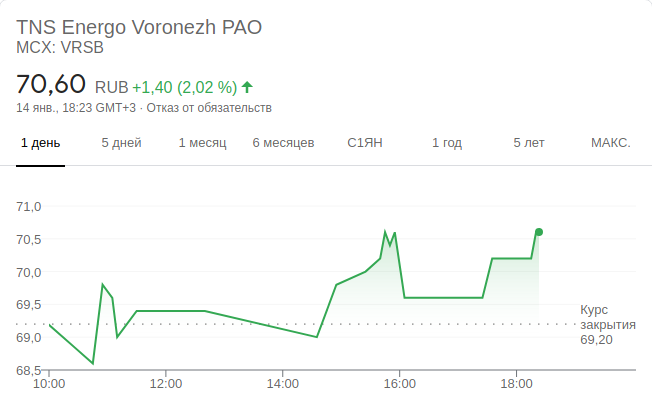 TNS Energo Voronezh PAO
MCX: VRSB
70,60 RUB +1,40 (2,02 %)
14 янв., 18:23 GMT+3 · Отказ от обязательств
1 день 5 дней 1 месяц 6 месяцев С1ЯН 1 год 5 лет МАКС.
71,0
70,5
70,0
69,5
69,0
68,5
Курс
закрытия
69,20
10:00 12:00 14:00 16:00 18:00